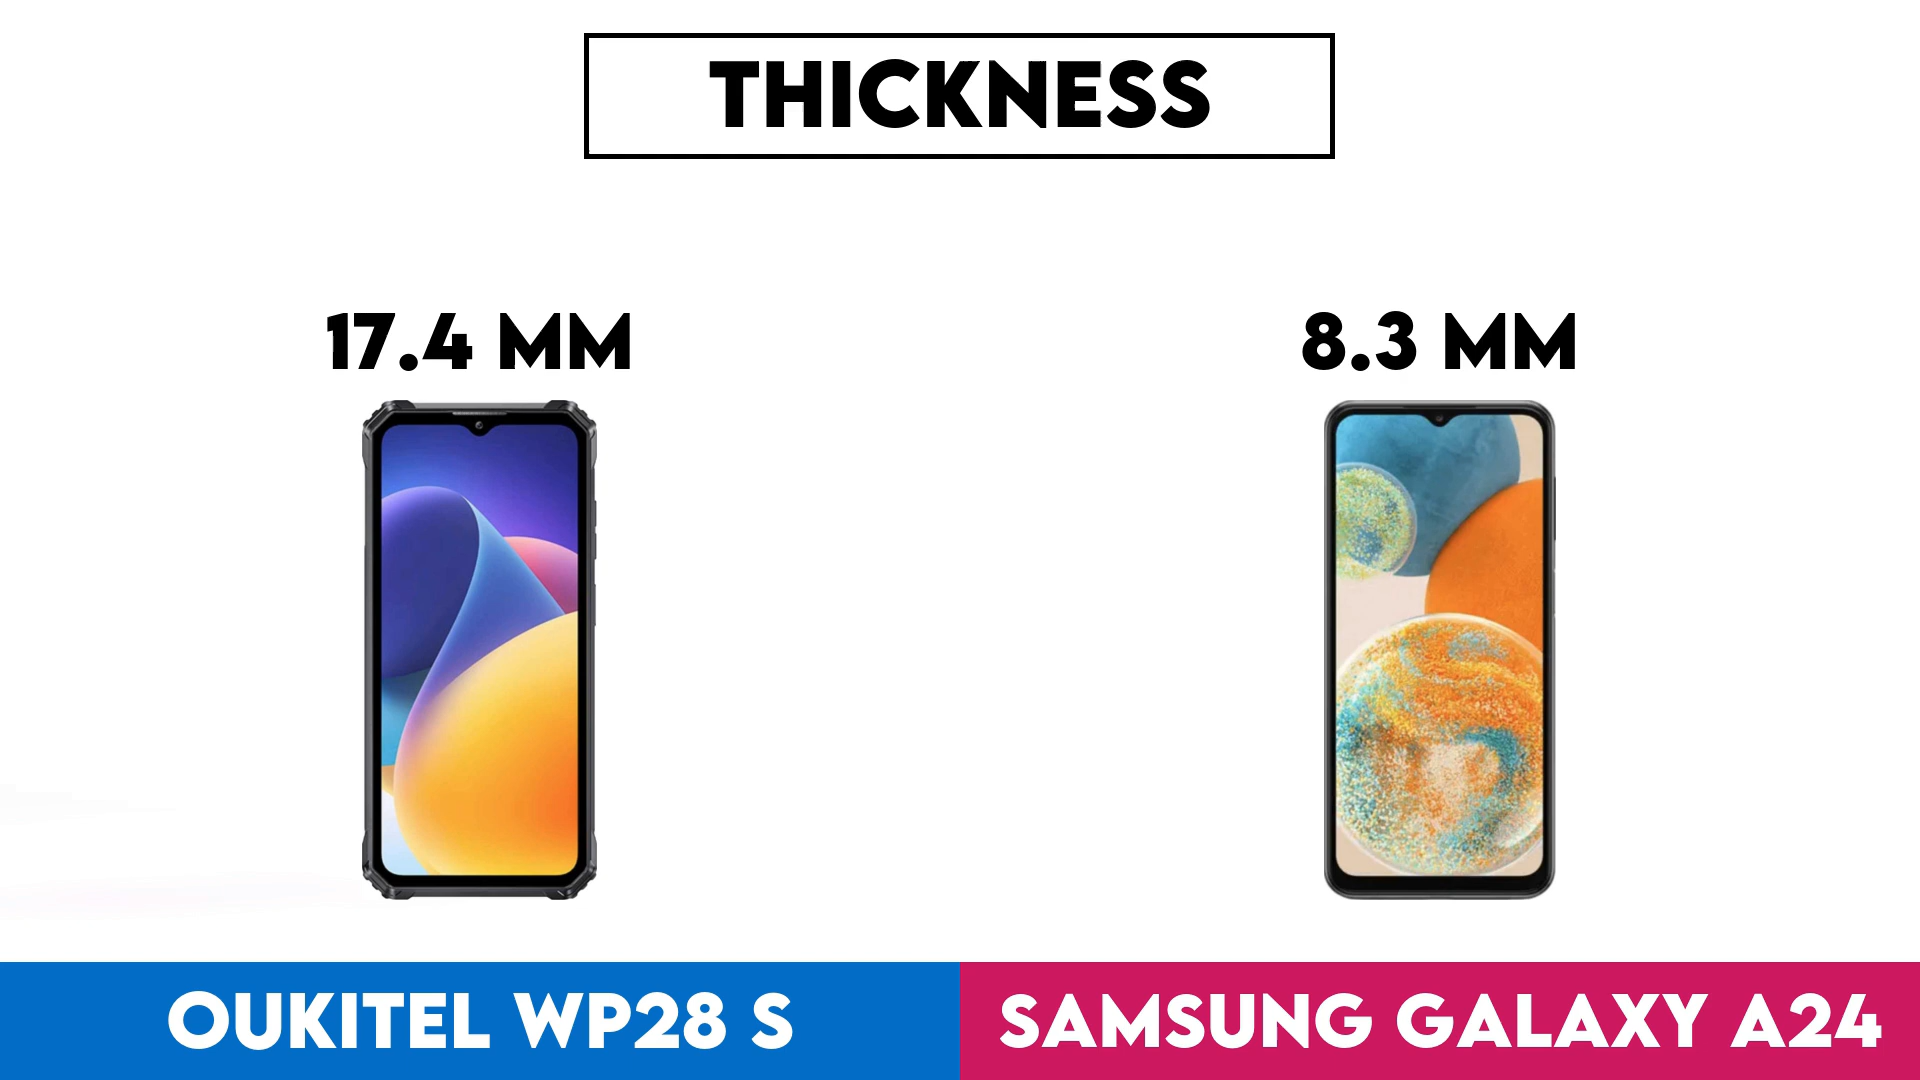 THICKNESS
17.4 MM
8.3 MM
OUKITEL WP28 S
SAMSUNG GALAXY A24